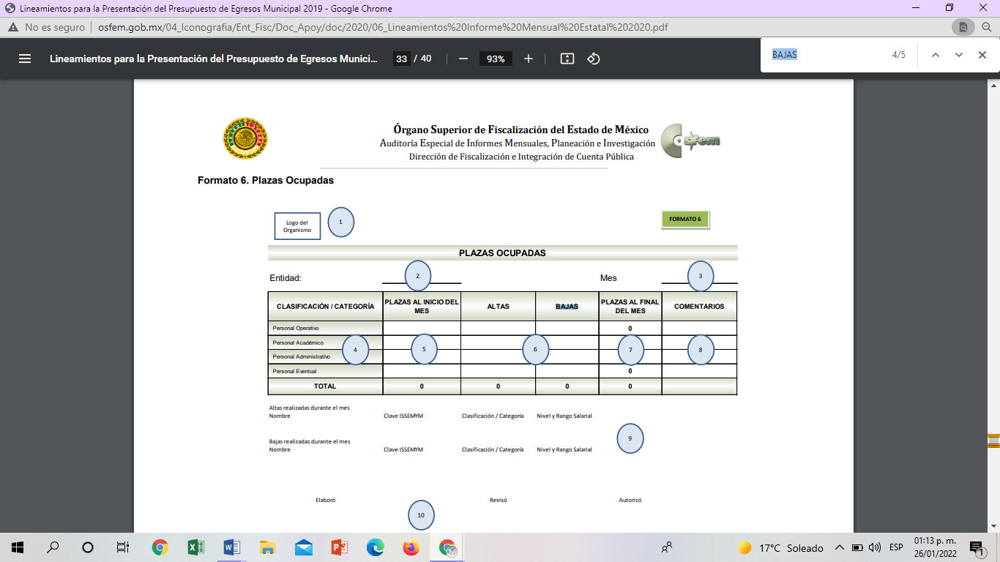 Lineamientos para la Presentación del Presupuesto de Egresos Municipal 2019 - Google Chrome
No es seguro | osfem.gob.mx/04_Iconografia/Ent_Fisc/Doc_Apoy/doc/2020/06_Lineamientos%20Informe%20Mensual%20Estatal%202020.pdf
Lineamientos para la Presentación del Presupuesto de Egresos Munici... 33 / 40 93%
BAJAS 4/5
Órgano Superior de Fiscalización del Estado de México
Auditoría Especial de Informes Mensuales, Planeación e Investigación
Dirección de Fiscalización e Integración de Cuenta Pública
sfem
Formato 6. Plazas Ocupadas
Logo del
Organismo
1
FORMATO 6
PLAZAS OCUPADAS
Entidad: 2 Mes 3
CLASIFICACIÓN / CATEGORÍA PLAZAS AL INICIO DEL MES ALTAS BAJAS PLAZAS AL FINAL DEL MES COMENTARIOS
Personal Operativo 0
Personal Académico
4 5 6 7 8
Personal Administrativo
Personal Eventual 0
TOTAL 0 0 0 0
Altas realizadas durante el mes
Nombre Clave ISSEMYM Clasificación / Categoría Nivel y Rango Salarial
9
Bajas realizadas durante el mes
Nombre Clave ISSEMYM Clasificación / Categoría Nivel y Rango Salarial
Elaboró Revisó Autorizó
10
17°C Soleado ESP 01:13 p. m.
26/01/2022
1